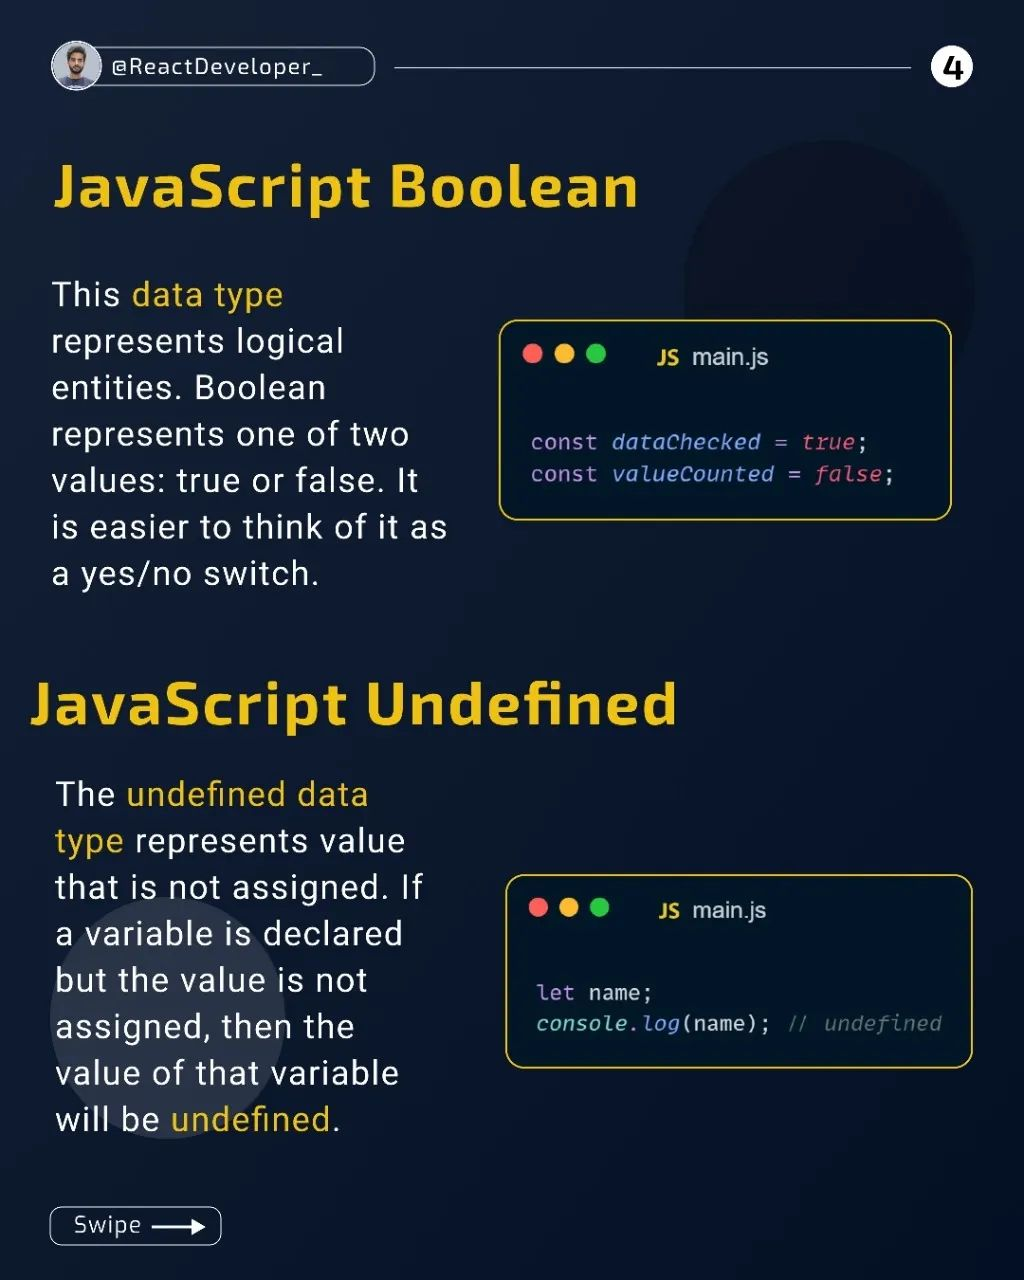 @ReactDeveloper_
4
JavaScript Boolean
This data type
represents logical
entities. Boolean
represents one of two
values: true or false. It
is easier to think of it as
a yes/no switch.
JS main.js
const dataChecked = true;
const valueCounted = false;
JavaScript Undefined
The undefined data
type represents value
that is not assigned. If
a variable is declared
but the value is not
assigned, then the
value of that variable
will be undefined.
JS main.js
let name;
console.log(name); // undefined
Swipe